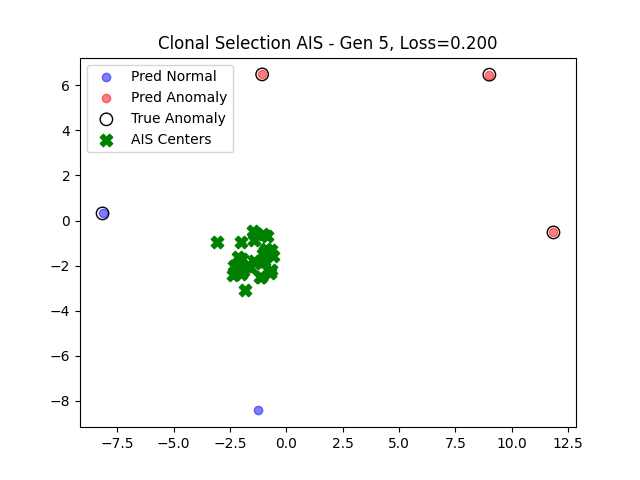 Clonal Selection AIS - Gen 5, Loss=0.200
Pred Normal
Pred Anomaly
True Anomaly
AIS Centers
6
4
2
0
−2
−4
−6
−8
−7.5 −5.0 −2.5 0.0 2.5 5.0 7.5 10.0 12.5